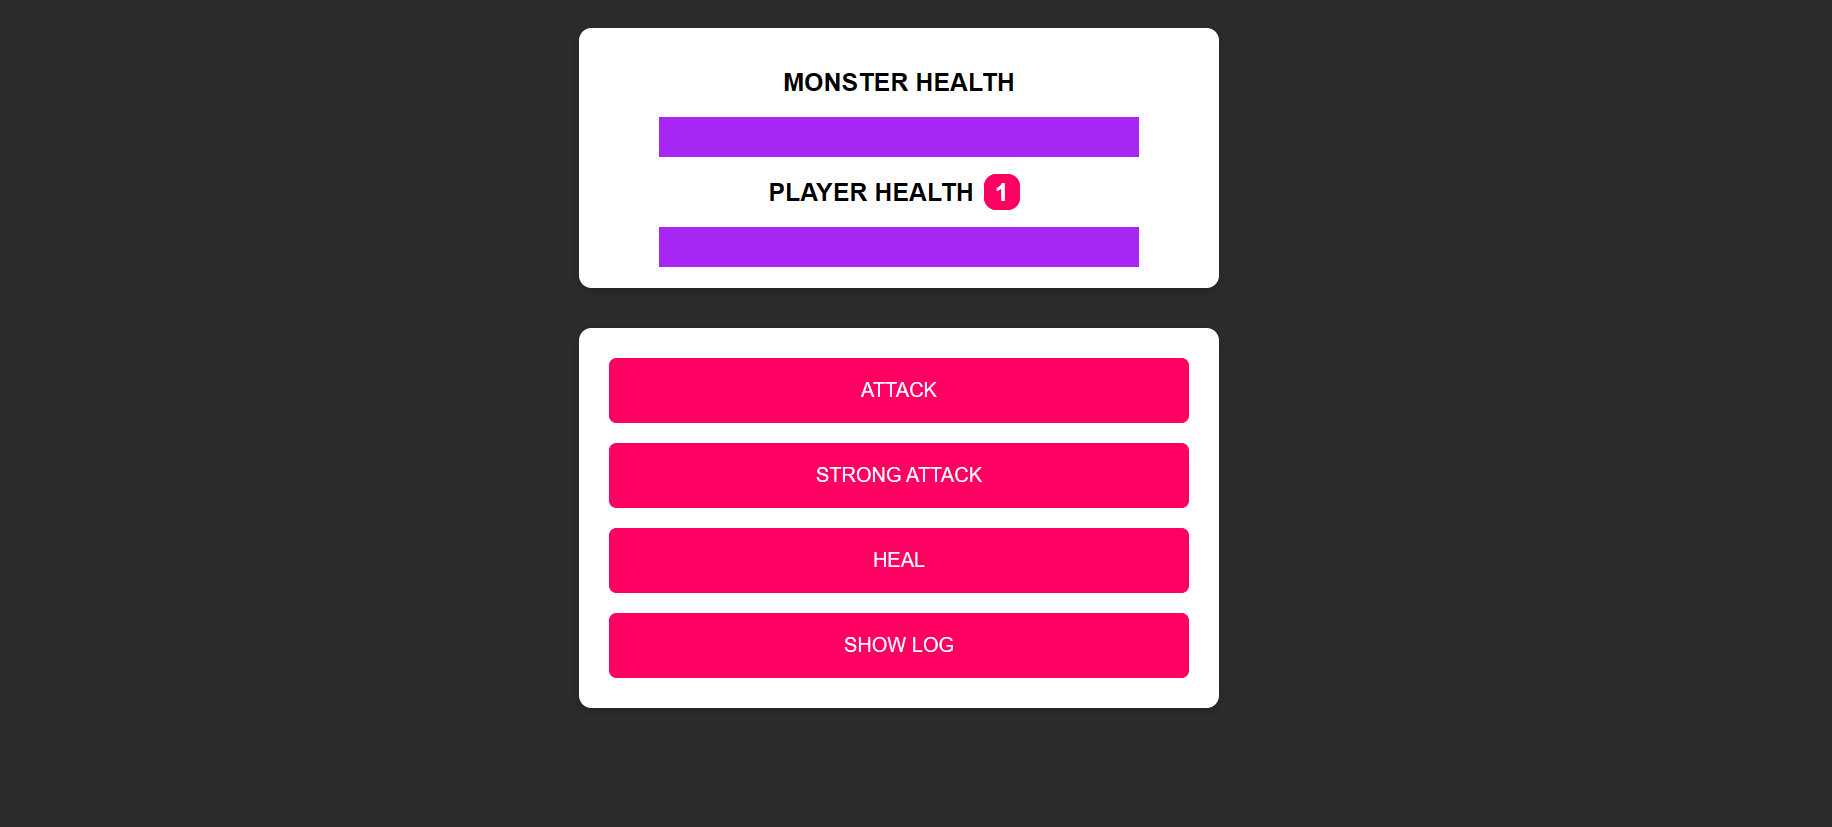 MONSTER HEALTH
PLAYER HEALTH 1
ATTACK
STRONG ATTACK
HEAL
SHOW LOG